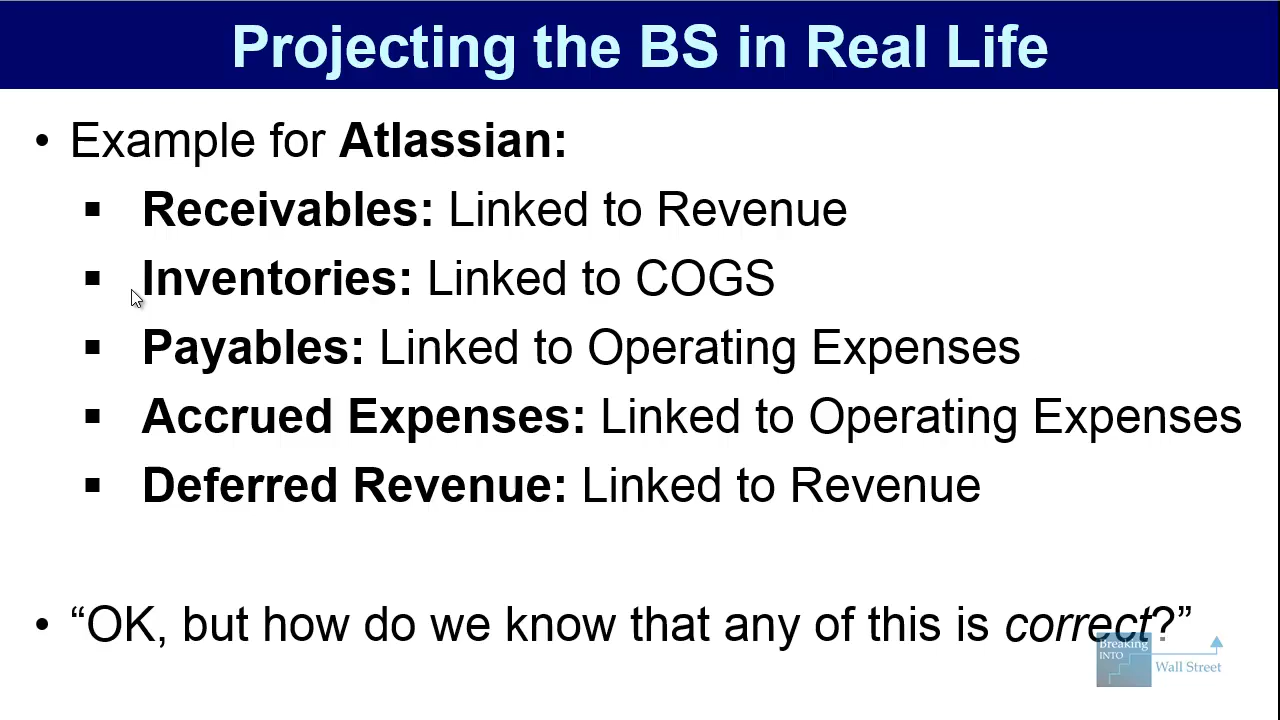 Projecting the BS in Real Life
• Example for Atlassian:
▪ Receivables: Linked to Revenue
▪ Inventories: Linked to COGS
▪ Payables: Linked to Operating Expenses
▪ Accrued Expenses: Linked to Operating Expenses
▪ Deferred Revenue: Linked to Revenue
• “OK, but how do we know that any of this is correct?”
Breaking
INTO
Wall Street